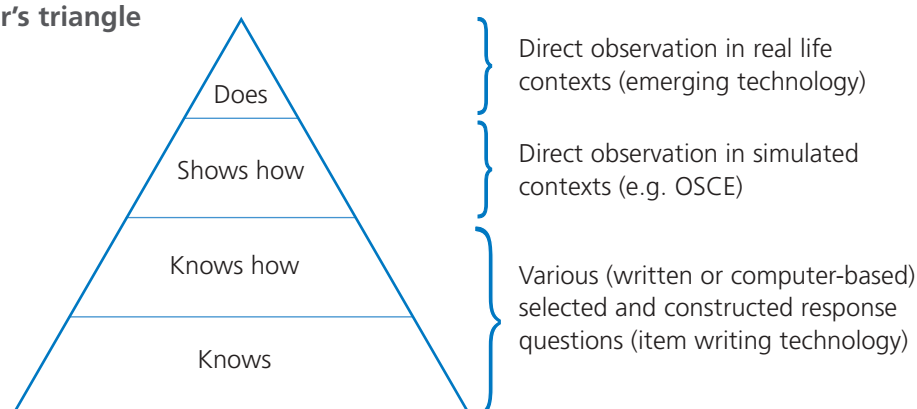 r's triangle
Does
Direct observation in real life
contexts (emerging technology)
Shows how
Direct observation in simulated
contexts (e.g. OSCE)
Knows how
Various (written or computer-based)
selected and constructed response
questions (item writing technology)
Knows